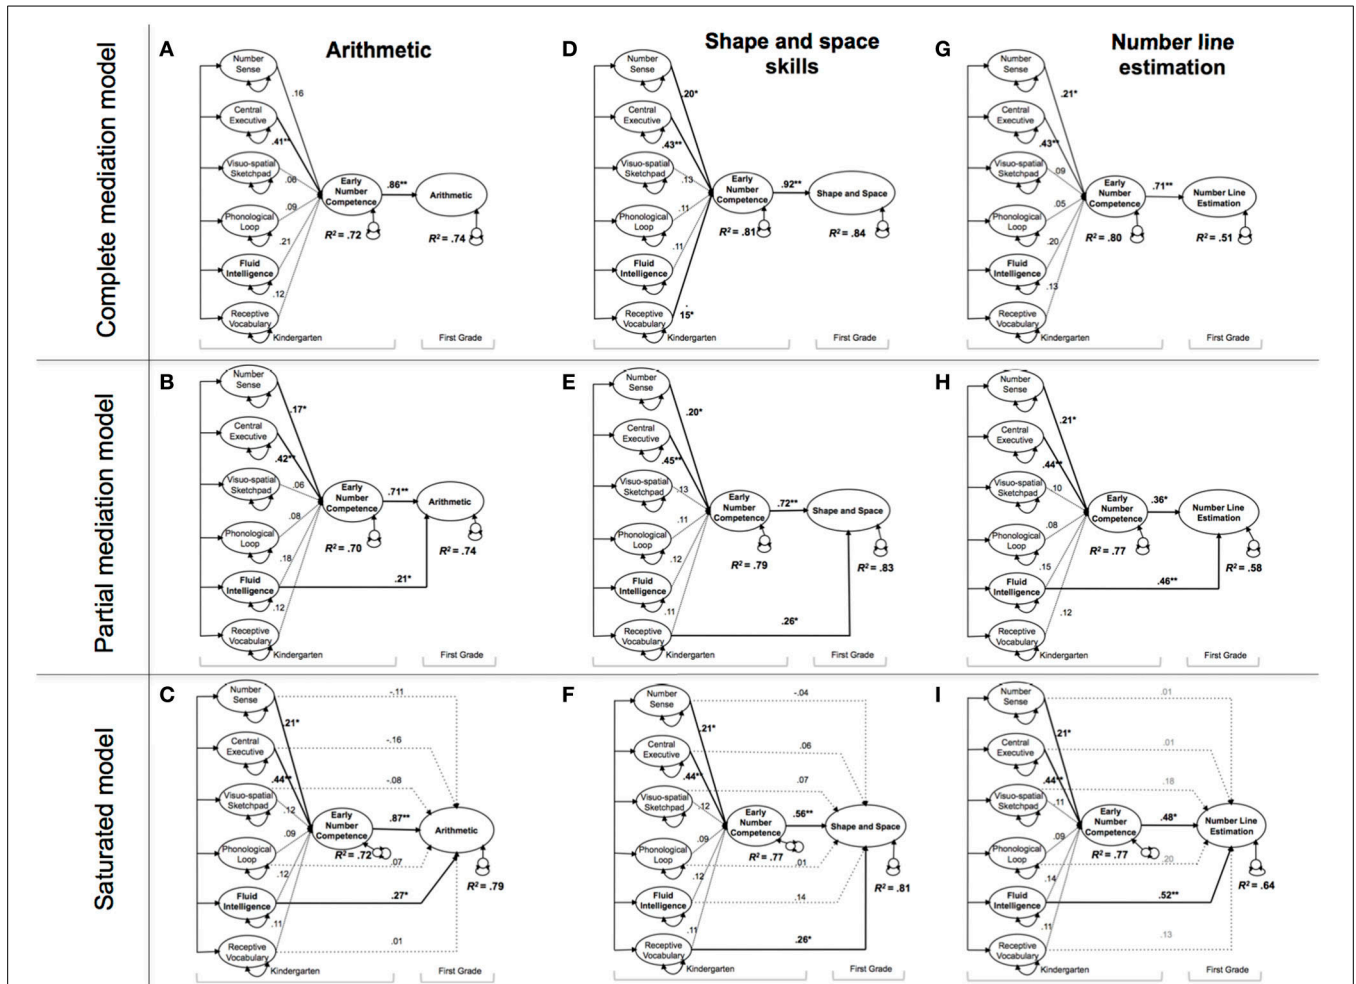 Complete mediation model
Partial mediation model
Saturated model
A
Arithmetic
Number
Sense
Central
Executive
Visuo-spatial
Sketchpad
Phonological
Loop
Fluid
Intelligence
Receptive
Vocabulary
.16
.41**
.06
.09
.21
.12
Early
Number
Competence
.86**
Arithmetic
R² = .72
R² = .74
Kindergarten
First Grade
D
Shape and space
skills
Number
Sense
Central
Executive
Visuo-spatial
Sketchpad
Phonological
Loop
Fluid
Intelligence
Receptive
Vocabulary
.20*
.43**
.13
.11
.11
.
15*
Early
Number
Competence
.92**
Shape and Space
R² = .81
R² = .84
Kindergarten
First Grade
G
Number line
estimation
Number
Sense
Central
Executive
Visuo-spatial
Sketchpad
Phonological
Loop
Fluid
Intelligence
Receptive
Vocabulary
.21*
.43**
.09
.05
.20
.13
Early
Number
Competence
.71**
Number Line
Estimation
R² = .80
R² = .51
Kindergarten
First Grade
B
Number
Sense
Central
Executive
Visuo-spatial
Sketchpad
Phonological
Loop
Fluid
Intelligence
Receptive
Vocabulary
.17*
.42**
.06
.08
.18
.12
Early
Number
Competence
.71**
Arithmetic
.21*
R² = .70
R² = .74
Kindergarten
First Grade
E
Number
Sense
Central
Executive
Visuo-spatial
Sketchpad
Phonological
Loop
Fluid
Intelligence
Receptive
Vocabulary
.20*
.45**
.13
.11
.12
.11
Early
Number
Competence
.72**
Shape and Space
.26*
R² = .79
R² = .83
Kindergarten
First Grade
H
Number
Sense
Central
Executive
Visuo-spatial
Sketchpad
Phonological
Loop
Fluid
Intelligence
Receptive
Vocabulary
.21*
.44**
.10
.08
.15
.12
Early
Number
Competence
.36*
Number Line
Estimation
.46**
R² = .77
R² = .58
Kindergarten
First Grade
C
Number
Sense
Central
Executive
Visuo-spatial
Sketchpad
Phonological
Loop
Fluid
Intelligence
Receptive
Vocabulary
.21*
.44**
.12
.09
.12
.11
-.11
-.16
-.08
Early
Number
Competence
.87**
Arithmetic
.07
.27*
.01
R² = .72
R² = .79
Kindergarten
First Grade
F
Number
Sense
Central
Executive
Visuo-spatial
Sketchpad
Phonological
Loop
Fluid
Intelligence
Receptive
Vocabulary
.21*
.44**
.12
.09
.12
.11
-.04
.06
.07
Early
Number
Competence
.56**
Shape and Space
.01
.14
.26*
R² = .77
R² = .81
Kindergarten
First Grade
I
Number
Sense
Central
Executive
Visuo-spatial
Sketchpad
Phonological
Loop
Fluid
Intelligence
Receptive
Vocabulary
.21*
.44**
.11
.09
.14
.11
.01
.01
.18
Early
Number
Competence
.48*
Number Line
Estimation
.20
.52**
.13
R² = .77
R² = .64
Kindergarten
First Grade